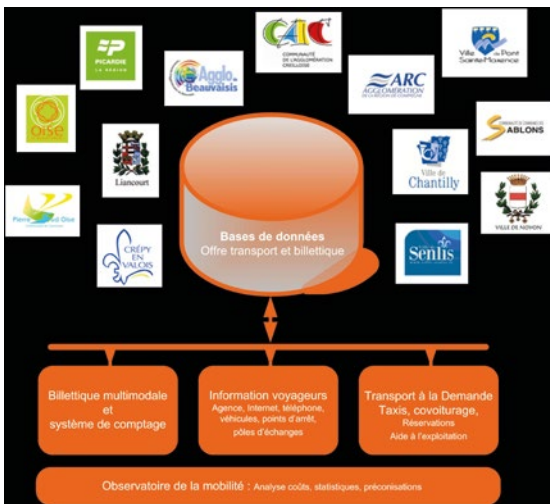 PICARDIE
LA RÉGION
Agglo
Beauvaisis
CAC
COMMUNAUTÉ
DE L'AGGLOMÉRATION
CREILLOISE
ARC
AGGLOMÉRATION
DE LA RÉGION DE COMPIÈGNE
Ville de Pont
Sainte-Maxence
oise
Liancourt
Ville de
Chantilly
SABLONS
CRÉPY
EN
VALOIS
Senlis
VILLE DE NOYON
Bases de données
Offre transport et billettique
Billettique multimodale
et
système de comptage
Information voyageurs
Agence, Internet, téléphone,
véhicules, points d'arrêt,
pôles d'échanges
Transport à la Demande
Taxis, covoiturage,
Réservations
Aide à l'exploitation
Observatoire de la mobilité : Analyse coûts, statistiques, préconisations